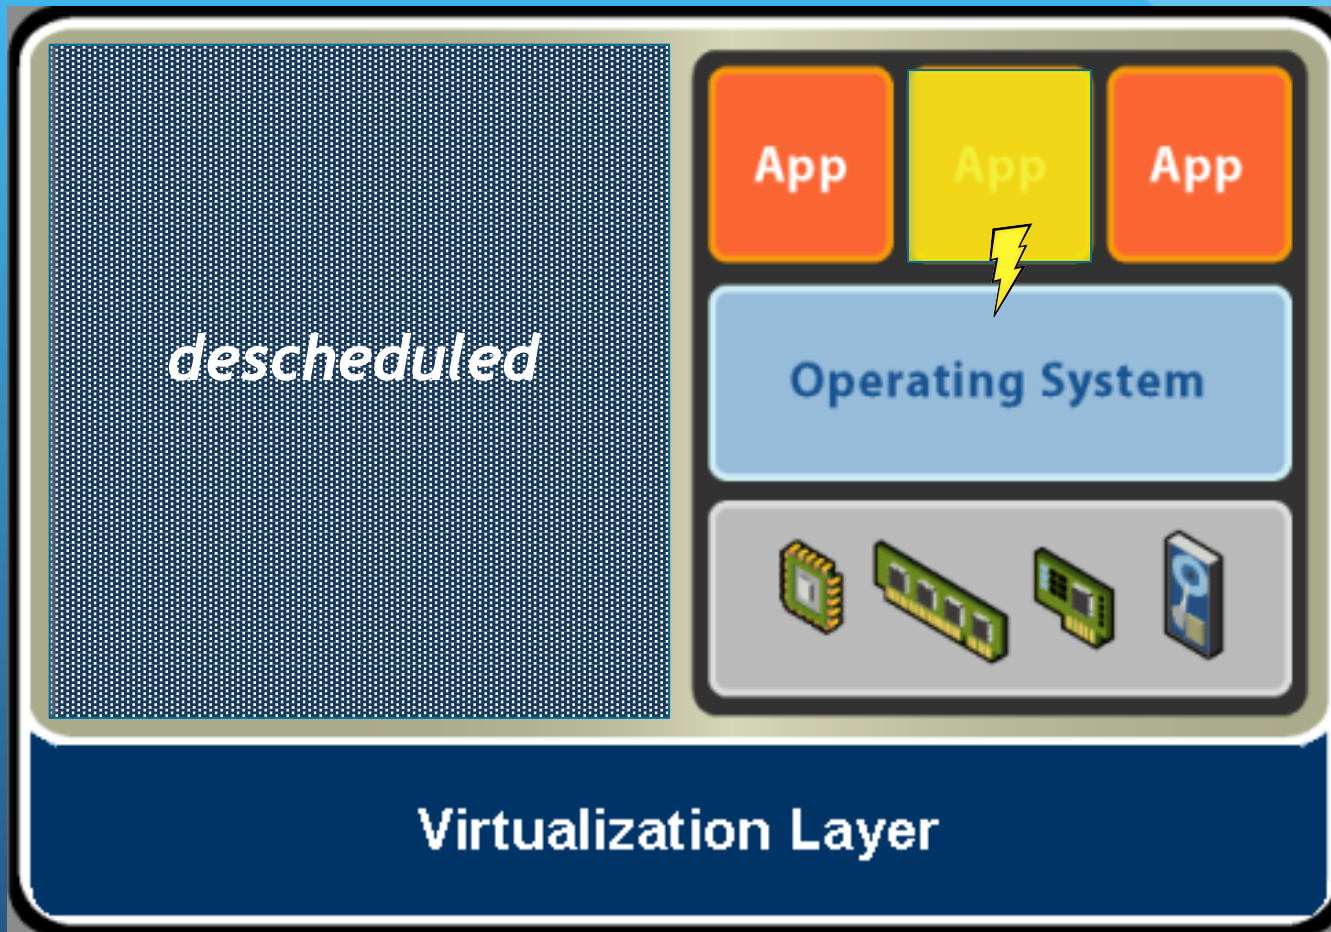 descheduled
App
App
App
Operating System
Virtualization Layer